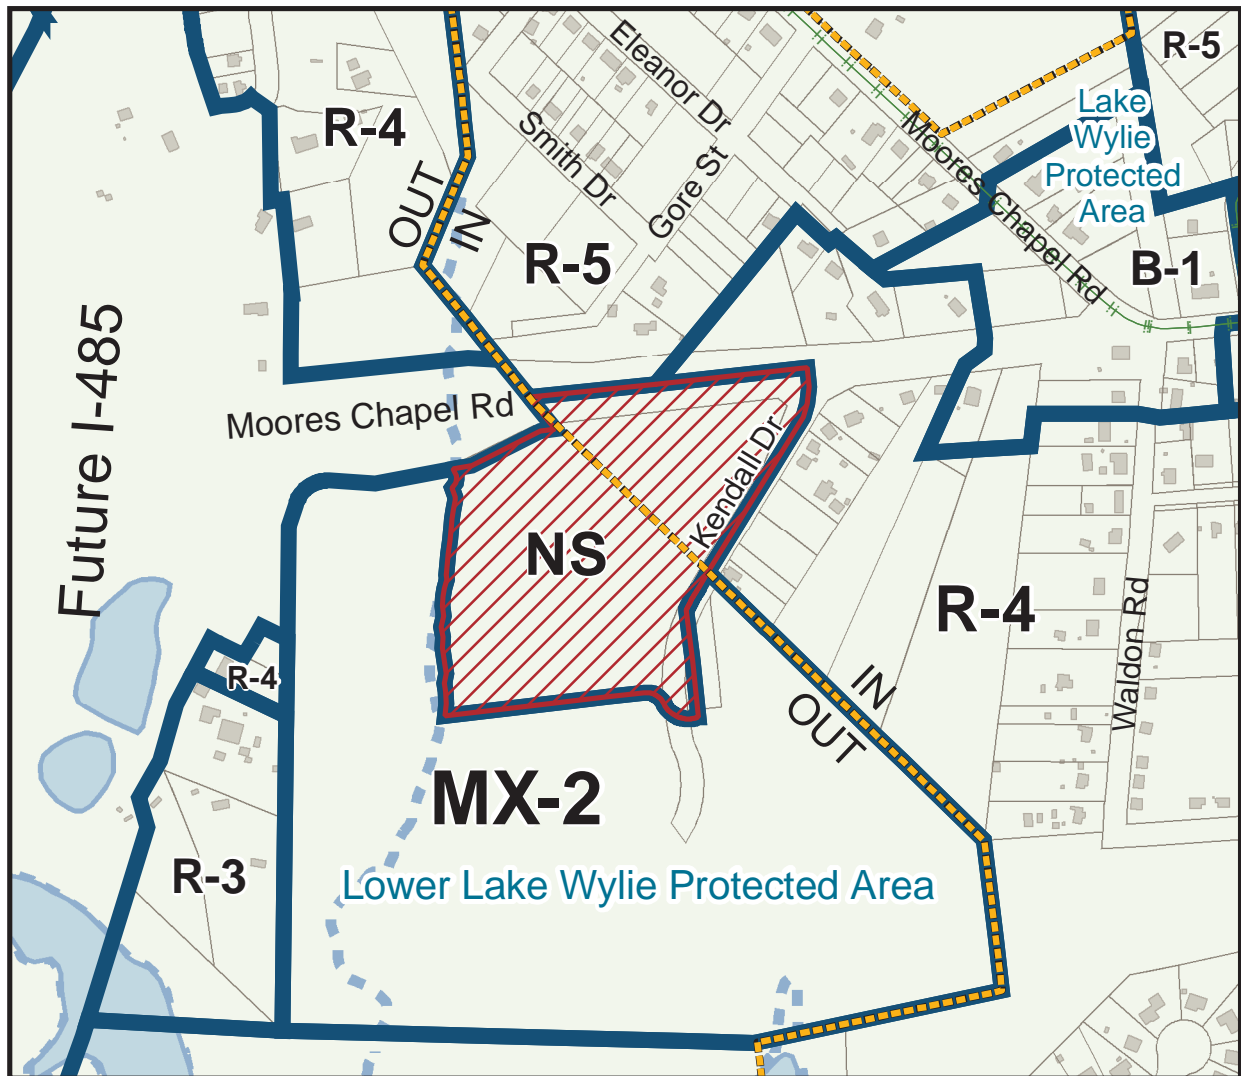 R-5
Eleanor Dr
R-4
Smith Dr
Lake
Wylie
Protected
Area
Moores Chapel Rd
Gore St
OUT
IN
R-5
B-1
Future I-485
Moores Chapel Rd
Kendall Dr
NS
R-4
Waldon Rd
R-4
IN
OUT
MX-2
R-3
Lower Lake Wylie Protected Area